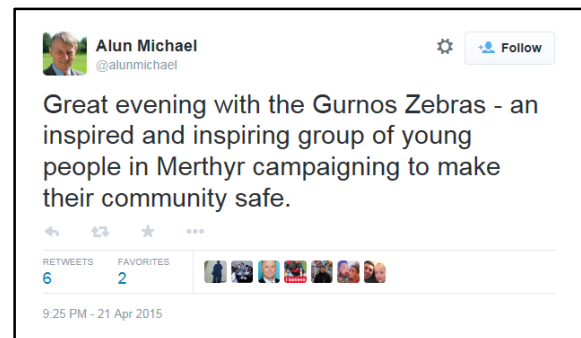 Alun Michael
@alunmichael
Follow
Great evening with the Gurnos Zebras - an
inspired and inspiring group of young
people in Merthyr campaigning to make
their community safe.
RETWEETS FAVORITES
6 2
9:25 PM - 21 Apr 2015